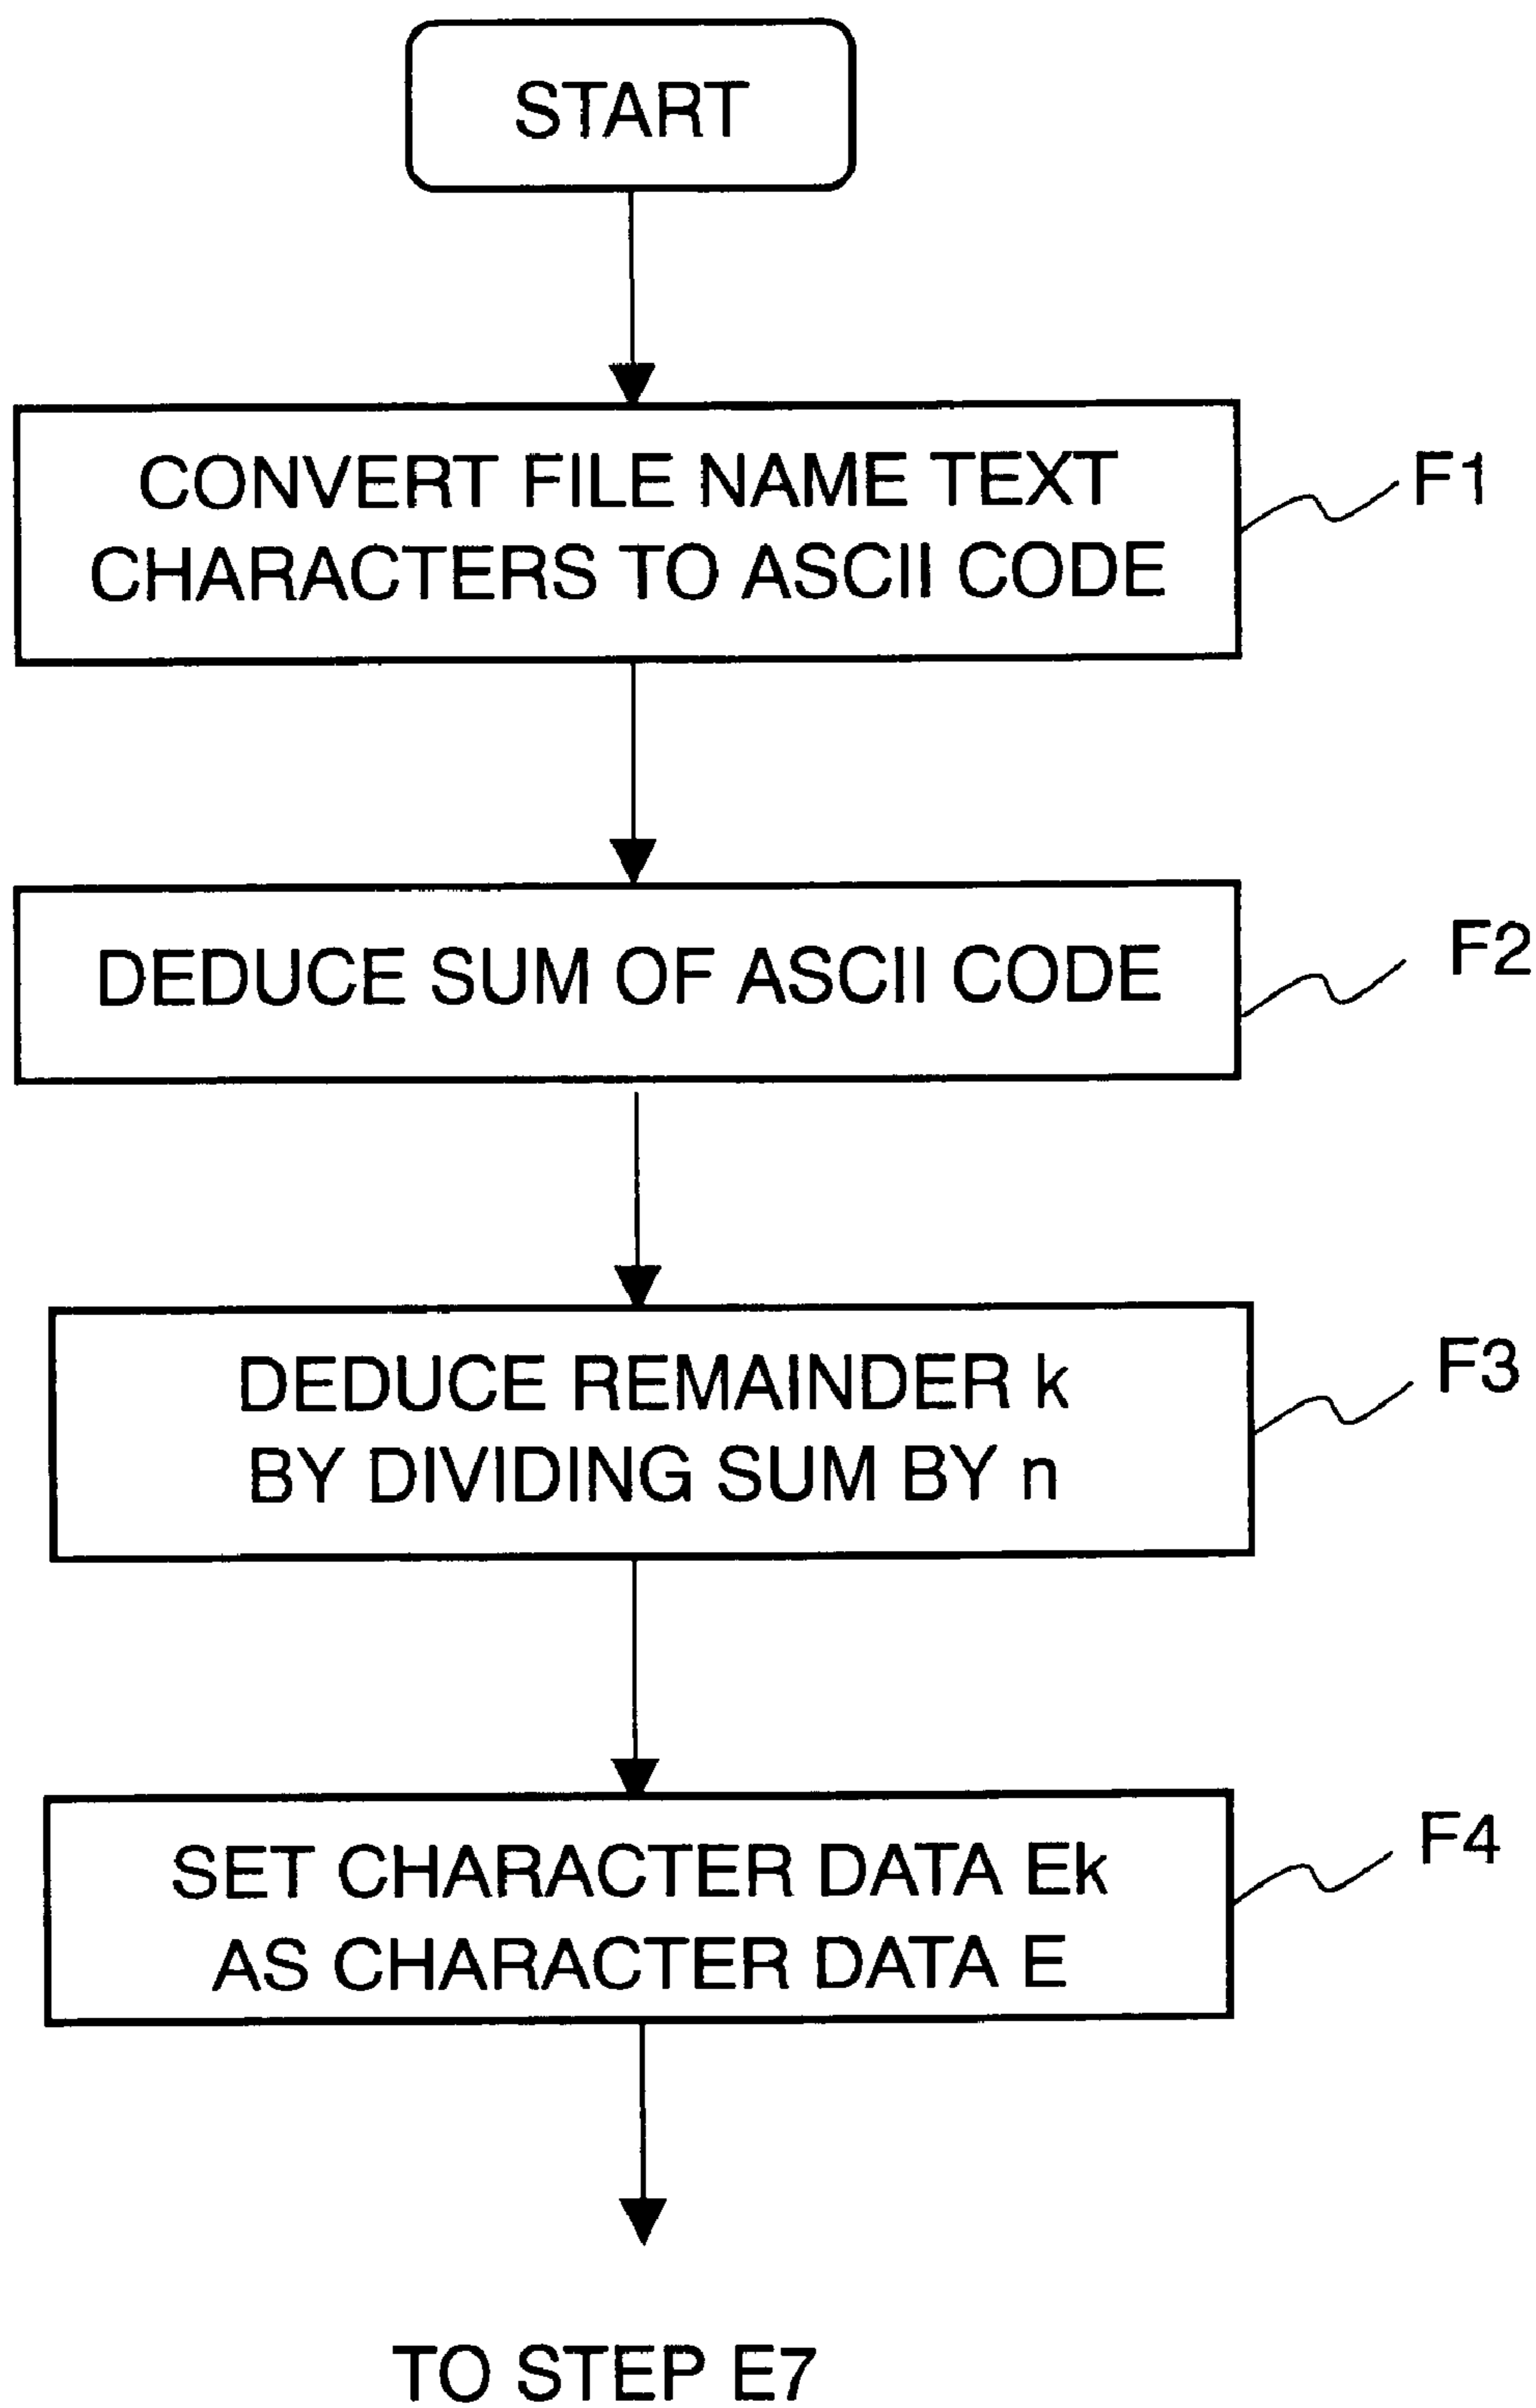 START
CONVERT FILE NAME TEXT
CHARACTERS TO ASCII CODE
F1
DEDUCE SUM OF ASCII CODE
F2
DEDUCE REMAINDER k
BY DIVIDING SUM BY n
F3
SET CHARACTER DATA Ek
AS CHARACTER DATA E
F4
TO STEP E7